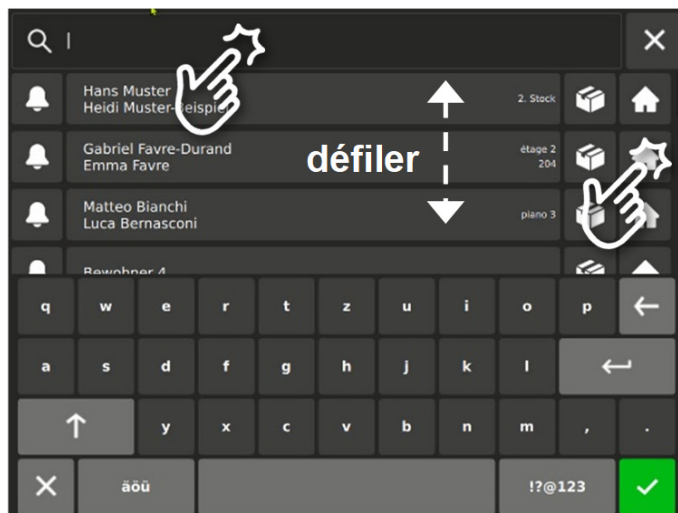 Hans Muster
Heidi Muster-Beispiel
2. Stock
Gabriel Favre-Durand
Emma Favre
étage 2
204
défiler
Matteo Bianchi
Luca Bernasconi
piano 3
Bewohner 4
q w e r t z u i o p
a s d f g h j k l
y x c v b n m , .
äöü
!?@123